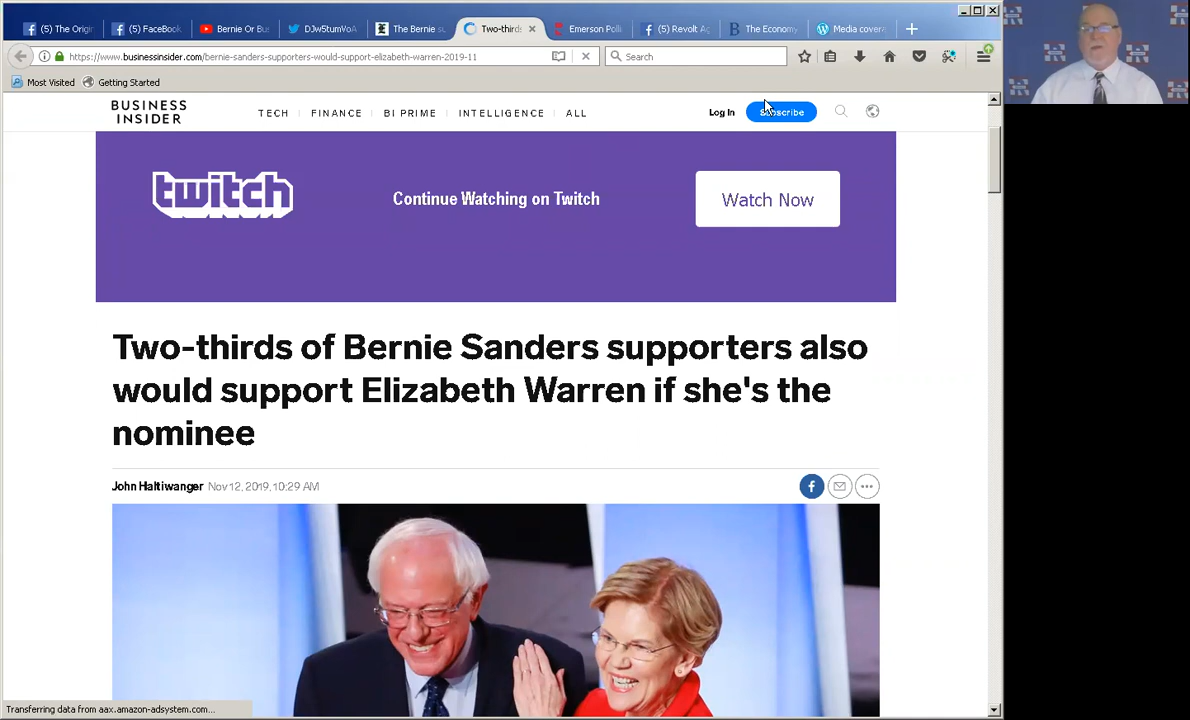 (5) The Origin
(5) FaceBook
Bernie Or Bu
DJw5tumVoA
The Bernie su
Two-thirds
Emerson Polli
(5) Revolt Ag
The Economy
Media covera
https://www.businessinsider.com/bernie-sanders-supporters-would-support-elizabeth-warren-2019-11
Search
Most Visited
Getting Started
BUSINESS
INSIDER
TECH
FINANCE
BI PRIME
INTELLIGENCE
ALL
Log In
Subscribe
twitch
Continue Watching on Twitch
Watch Now
Two-thirds of Bernie Sanders supporters also
would support Elizabeth Warren if she's the
nominee
John Haltiwanger Nov 12, 2019, 10:29 AM
Transferring data from aax.amazon-adsystem.com...